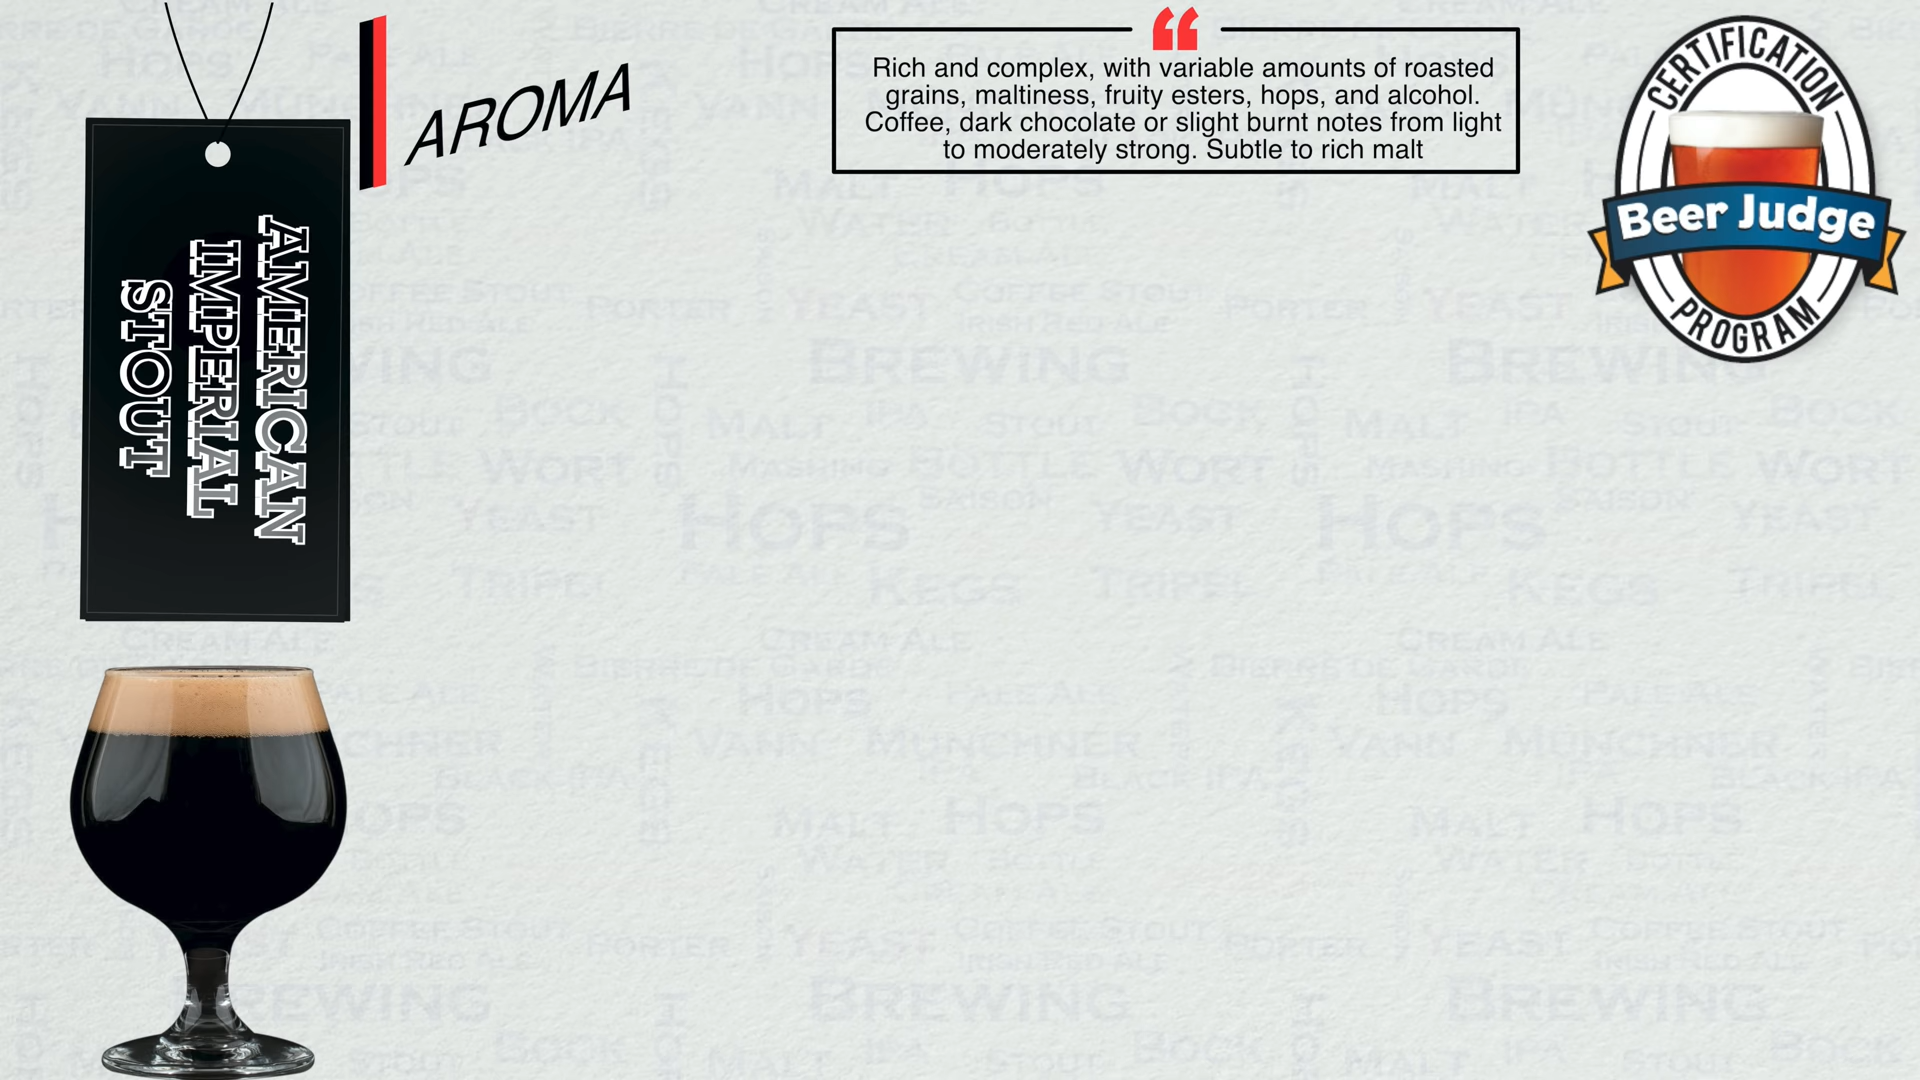 AMERICAN
IMPERIAL
STOUT
AROMA
Rich and complex, with variable amounts of roasted
grains, maltiness, fruity esters, hops, and alcohol.
Coffee, dark chocolate or slight burnt notes from light
to moderately strong. Subtle to rich malt
CERTIFICATION
Beer Judge
PROGRAM